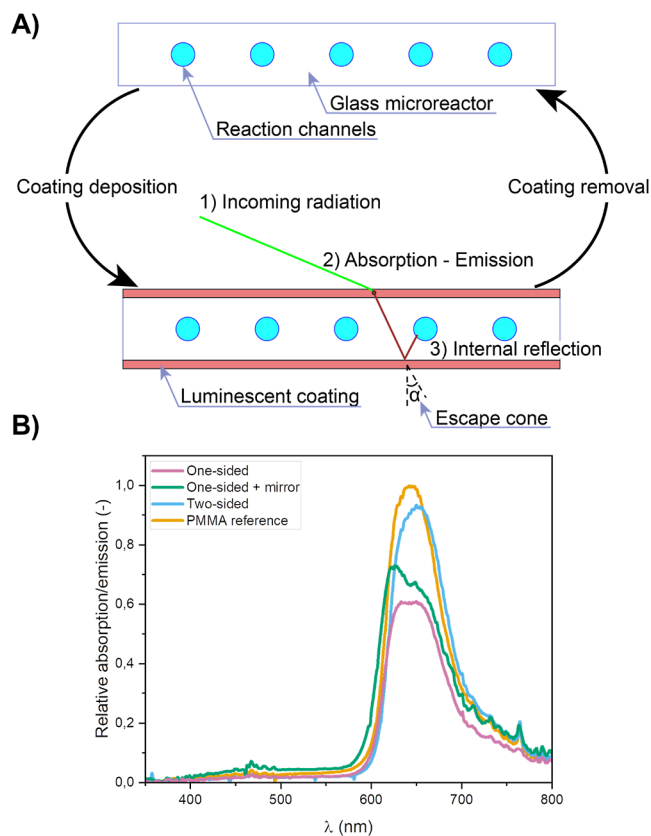 A)
Glass microreactor
Reaction channels
Coating deposition
Coating removal
1) Incoming radiation
2) Absorption - Emission
3) Internal reflection
Luminescent coating
α
Escape cone
B)
One-sided
One-sided + mirror
Two-sided
PMMA reference
Relative absorption/emission (-)
1,0
0,8
0,6
0,4
0,2
0,0
400 500 600 700 800
λ (nm)